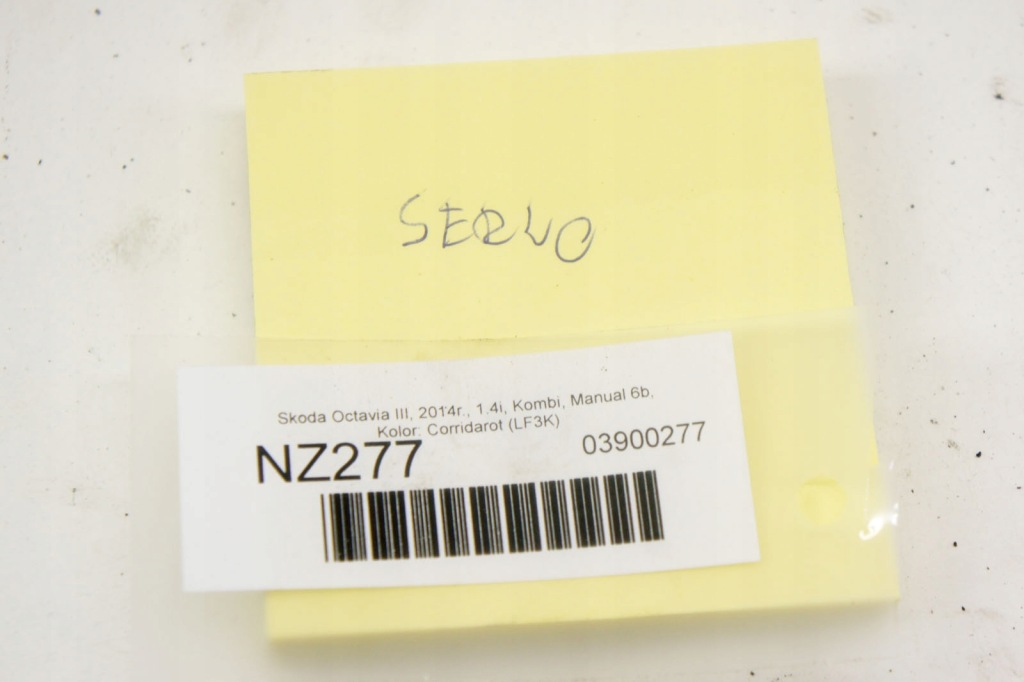 SERVO
Skoda Octavia III, 2014r., 1.4i, Kombi, Manual 6b,
Kolor: Corridarot (LF3K)
NZ277
03900277